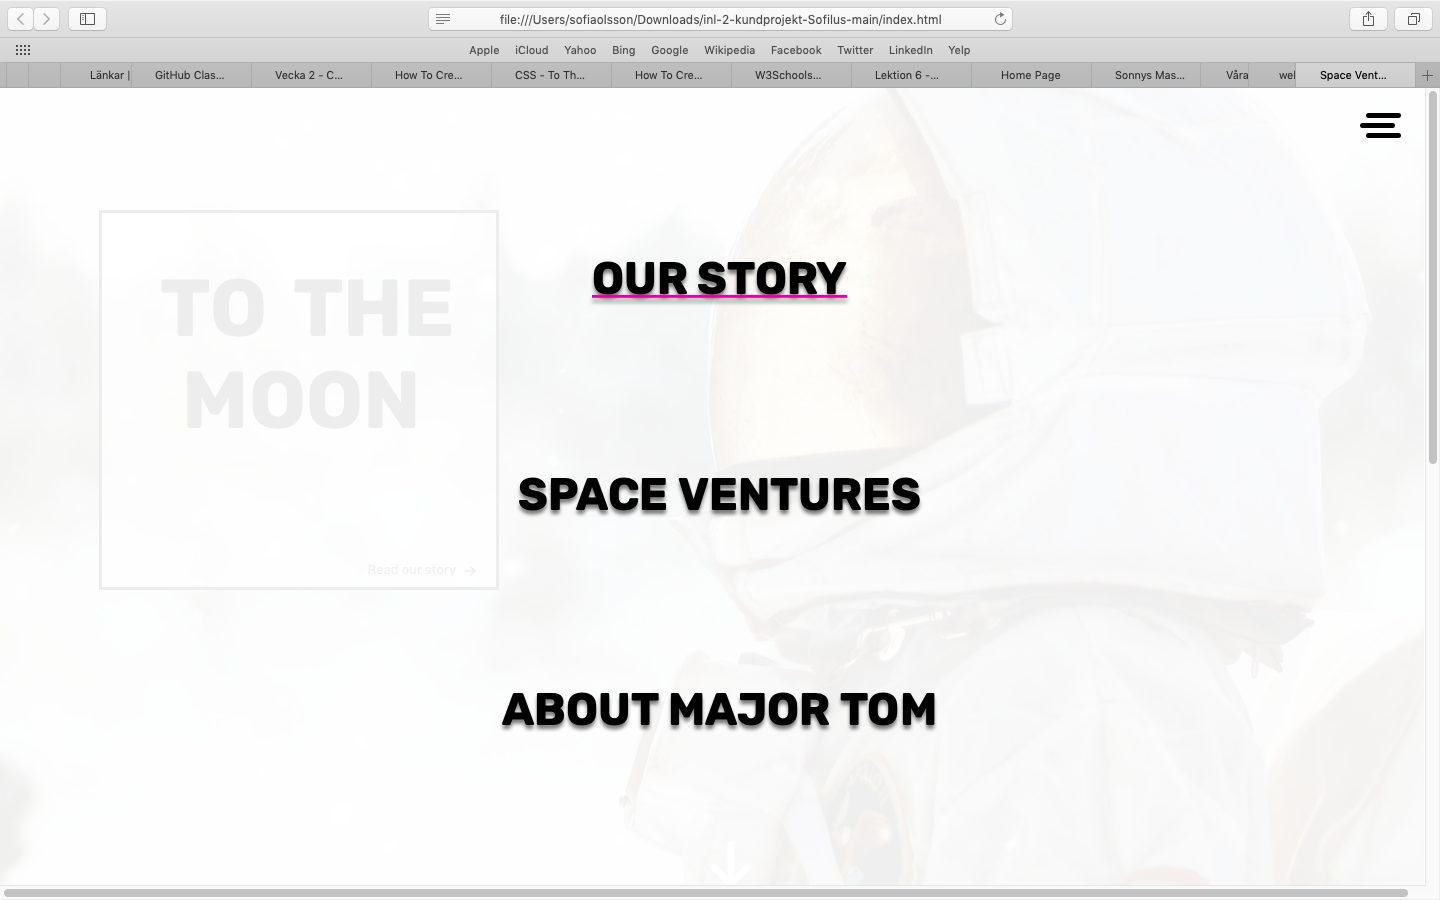 file:///Users/sofiaolsson/Downloads/inl-2-kundprojekt-Sofilus-main/index.html
Apple iCloud Yahoo Bing Google Wikipedia Facebook Twitter LinkedIn Yelp
Länkar | GitHub Clas... Vecka 2 - C... How To Cre... CSS - To Th... How To Cre... W3Schools... Lektion 6 -... Home Page Sonnys Mas... Våra wel Space Vent...
OUR STORY
TO THE
MOON
SPACE VENTURES
Read our story →
ABOUT MAJOR TOM